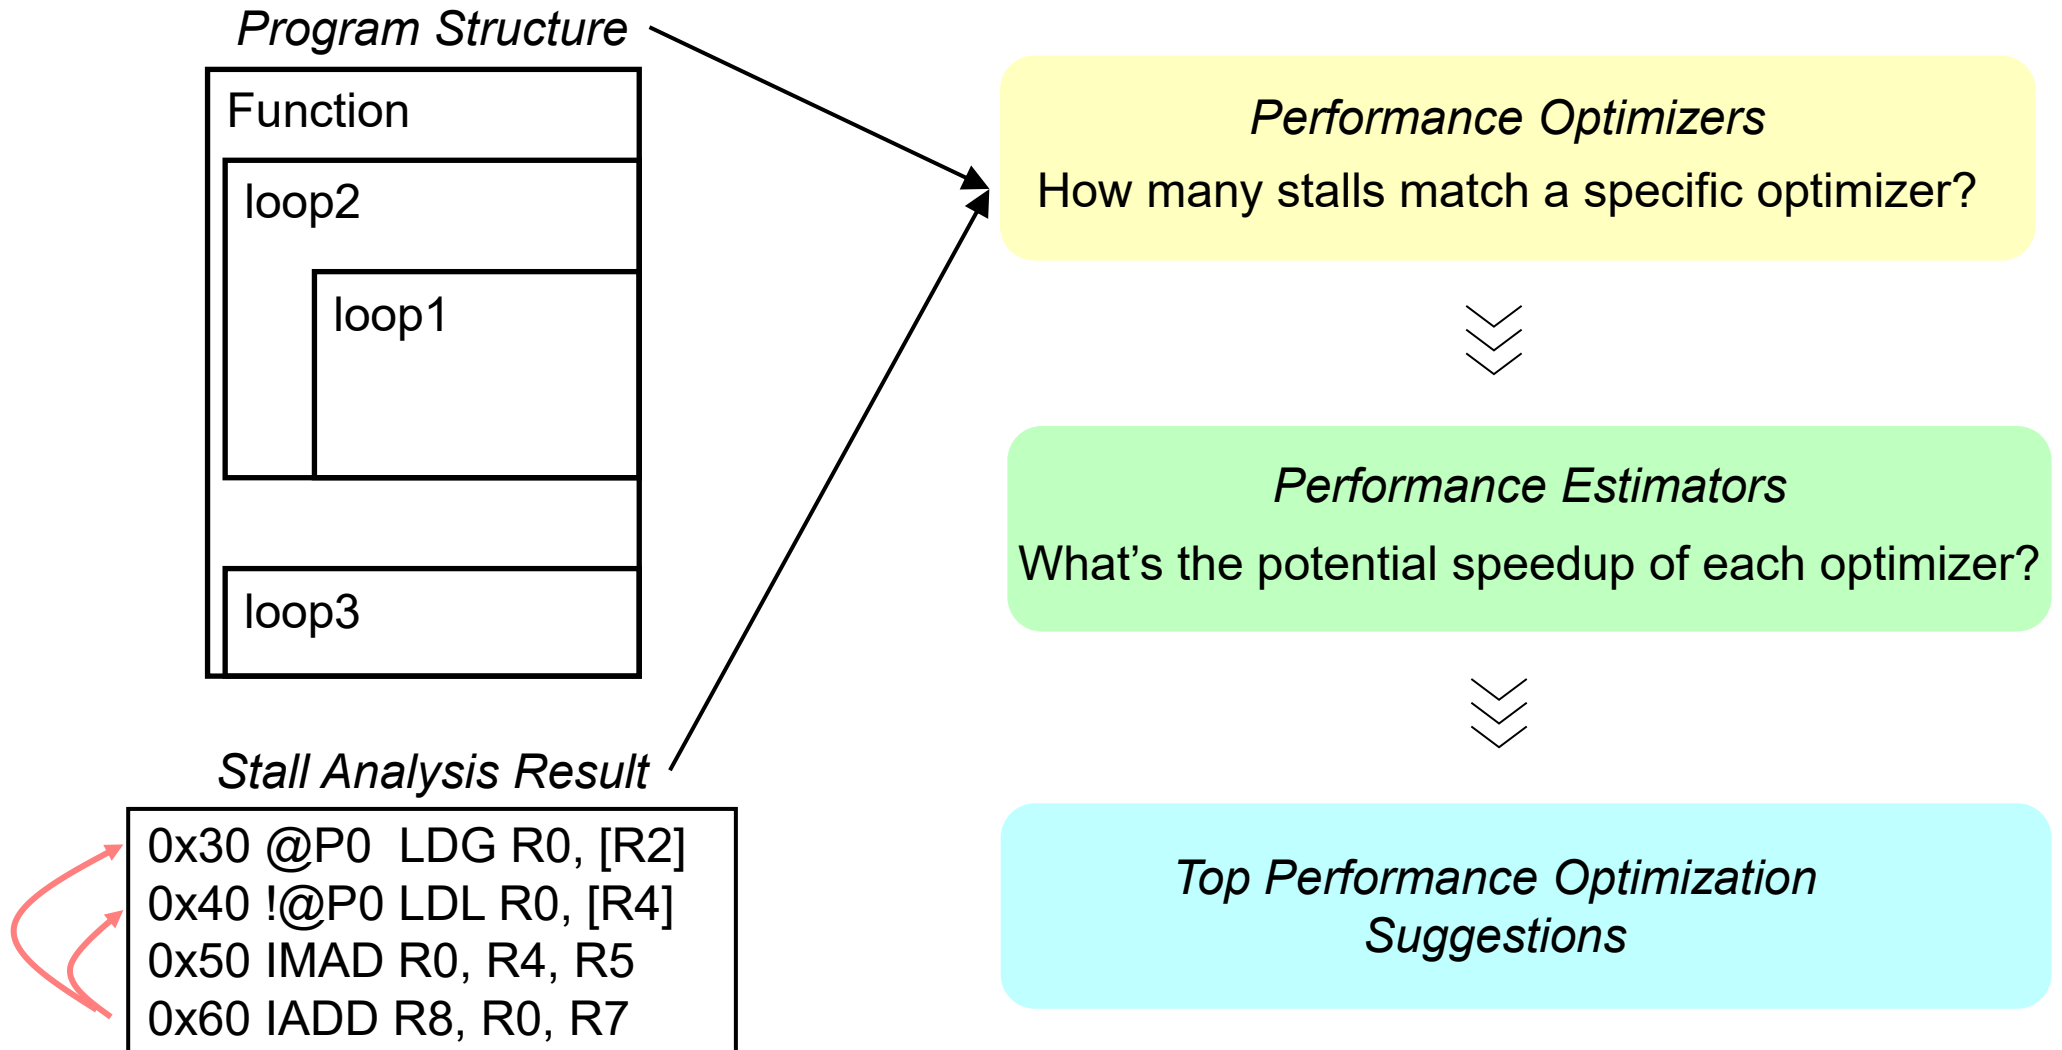 Program Structure
Function
loop2
loop1
loop3
Stall Analysis Result
0x30 @P0  LDG R0, [R2]
0x40 !@P0 LDL R0, [R4]
0x50 IMAD R0, R4, R5
0x60 IADD R8, R0, R7
Performance Optimizers
How many stalls match a specific optimizer?
Performance Estimators
What’s the potential speedup of each optimizer?
Top Performance Optimization
Suggestions